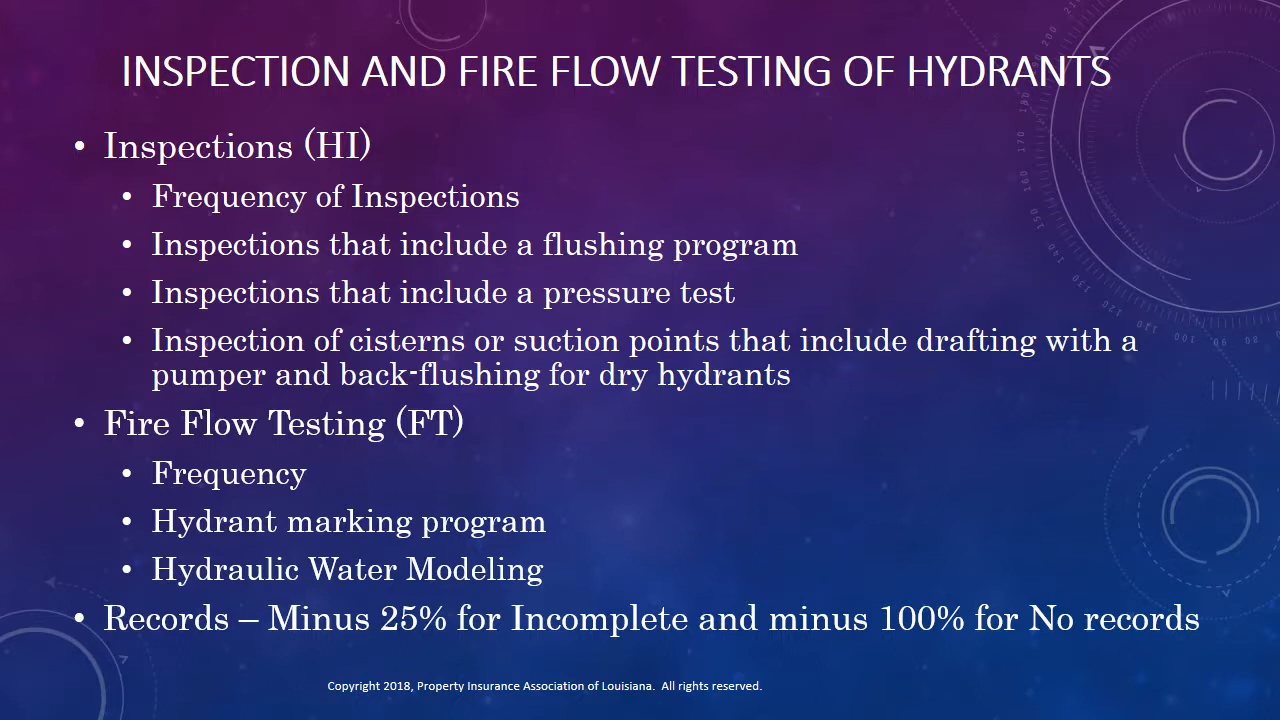 INSPECTION AND FIRE FLOW TESTING OF HYDRANTS
• Inspections (HI)
• Frequency of Inspections
• Inspections that include a flushing program
• Inspections that include a pressure test
• Inspection of cisterns or suction points that include drafting with a
pumper and back-flushing for dry hydrants
• Fire Flow Testing (FT)
• Frequency
• Hydrant marking program
• Hydraulic Water Modeling
• Records – Minus 25% for Incomplete and minus 100% for No records
Copyright 2018, Property Insurance Association of Louisiana.  All rights reserved.